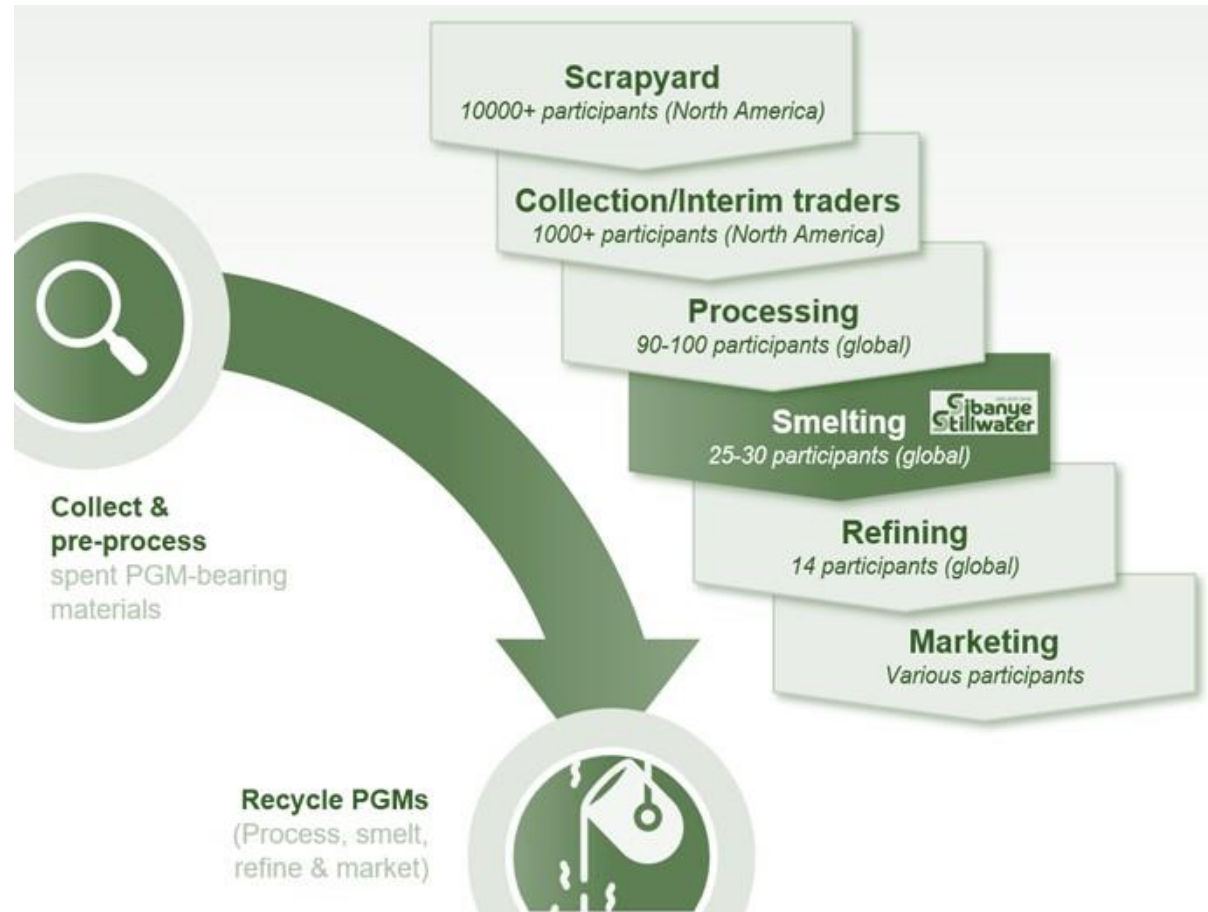 Scrapyard
10000+ participants (North America)
Collection/Interim traders
1000+ participants (North America)
Processing
90-100 participants (global)
Smelting
Sibanye
Stillwater
25-30 participants (global)
Refining
14 participants (global)
Marketing
Various participants
Collect &
pre-process
spent PGM-bearing
materials
Recycle PGMs
(Process, smelt,
refine & market)